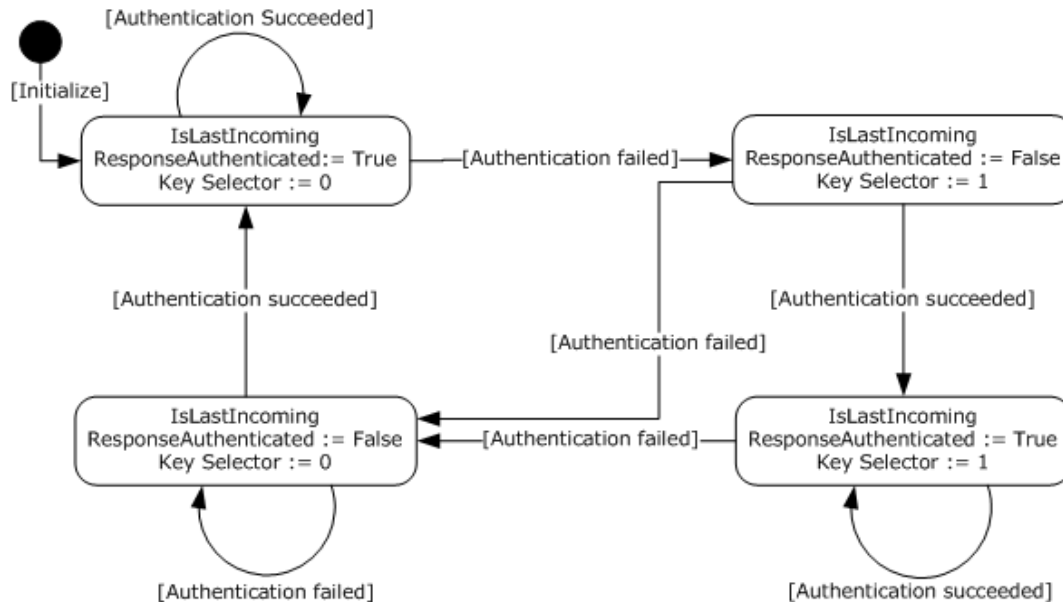 [Authentication Succeeded]
[Initialize]
IsLastIncoming
ResponseAuthenticated:= True
Key Selector := 0
[Authentication failed]
IsLastIncoming
ResponseAuthenticated := False
Key Selector := 1
[Authentication succeeded]
[Authentication succeeded]
[Authentication failed]
IsLastIncoming
ResponseAuthenticated := False
Key Selector := 0
[Authentication failed]
IsLastIncoming
ResponseAuthenticated := True
Key Selector := 1
[Authentication failed]
[Authentication succeeded]